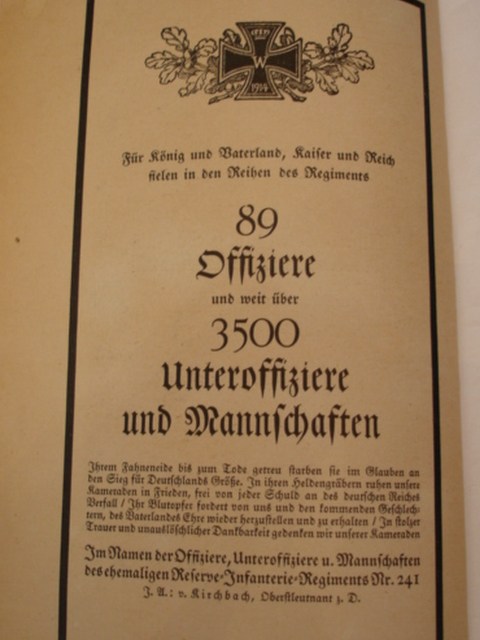 W
1914
Für König und Vaterland, Kaiser und Reich
fielen in den Reihen des Regiments
89
Offiziere
und weit über
3500
Unteroffiziere
und Mannschaften
Ihrem Fahneneide bis zum Tode getreu starben sie im Glauben an
den Sieg für Deutschlands Größe. In ihren Heldengräbern ruhen unsere
Kameraden in Frieden, frei von jeder Schuld an des deutschen Reiches
Verfall / Ihr Blutopfer fordert von uns und den kommenden Geschlech-
tern, des Vaterlandes Ehre wieder herzustellen und zu erhalten / In stolzer
Trauer und unauslöschlicher Dankbarkeit gedenken wir unserer Kameraden
Im Namen der Offiziere, Unteroffiziere u. Mannschaften
des ehemaligen Reserve-Infanterie-Regiments Nr. 241
J. A.: v. Kirchbach, Oberstleutnant z. D.